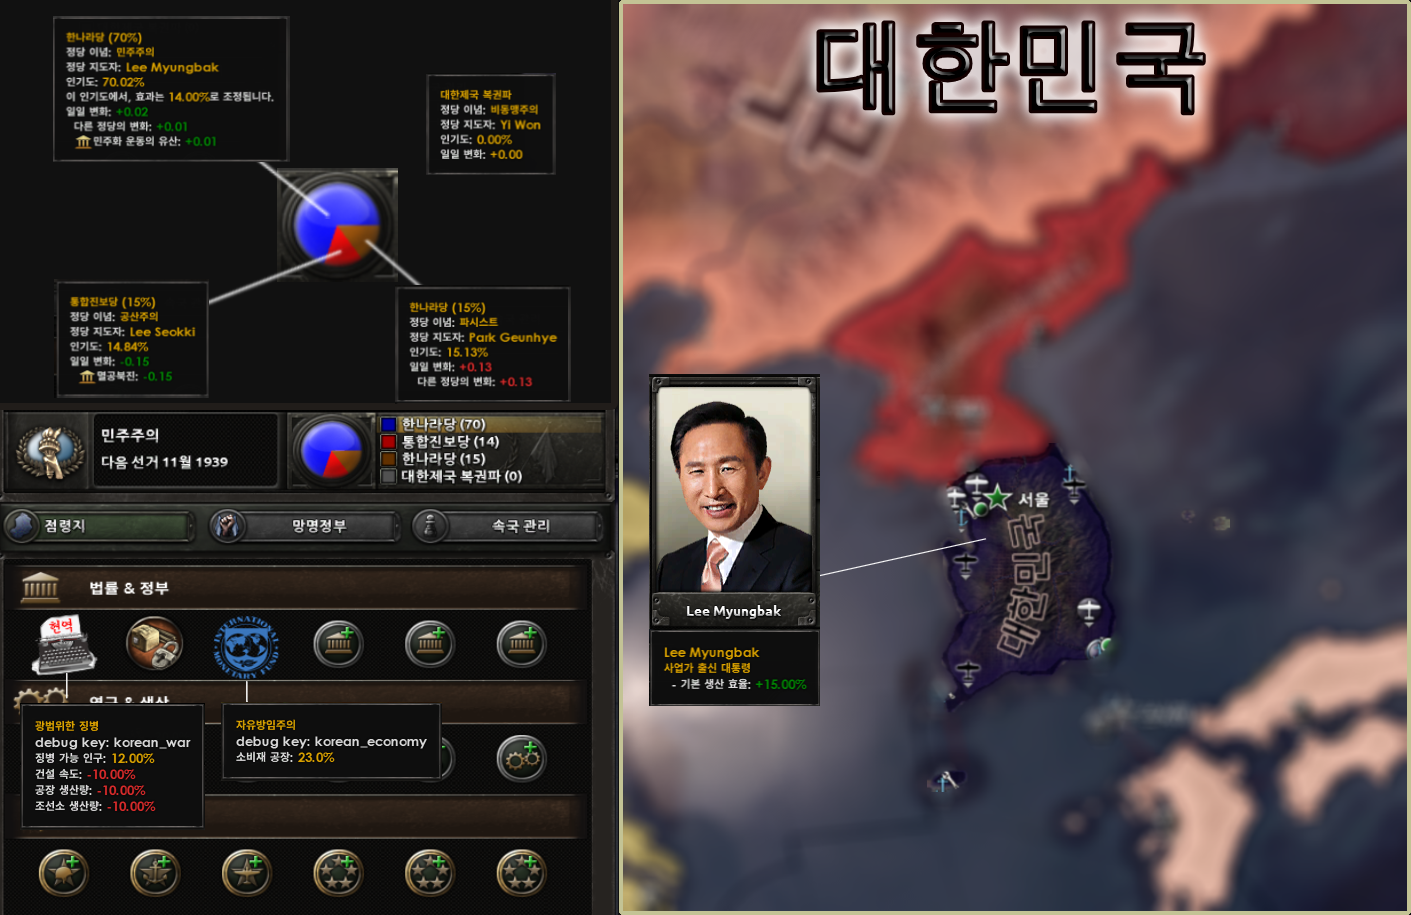 한나라당 (70%)
정당 이념: 민주주의
정당 지도자: Lee Myungbak
인기도: 70.02%
이 인기도에서, 효과는 14.00%로 조정됩니다.
일일 변화: +0.02
다른 정당의 변화: +0.01
민주화 운동의 유산: +0.01
대한제국 복권파
정당 이념: 비동맹주의
정당 지도자: Yi Won
인기도: 0.00%
일일 변화: +0.00
통합진보당 (15%)
정당 이념: 공산주의
정당 지도자: Lee Seokki
인기도: 14.84%
일일 변화: -0.15
멸공북진: -0.15
한나라당 (15%)
정당 이념: 파시스트
정당 지도자: Park Geunhye
인기도: 15.13%
일일 변화: +0.13
다른 정당의 변화: +0.13
민주주의
다음 선거 11월 1939
한나라당 (70)
통합진보당 (14)
한나라당 (15)
대한제국 복권파 (0)
점령지
망명정부
속국 관리
법률 & 정부
현역
INTERNATIONAL
MONETARY FUND
광범위한 징병
debug key: korean_war
징병 가능 인구: 12.00%
건설 속도: -10.00%
공장 생산량: -10.00%
조선소 생산량: -10.00%
자유방임주의
debug key: korean_economy
소비재 공장: 23.0%
대한민국
서울
대한민국
Lee Myungbak
Lee Myungbak
사업가 출신 대통령
- 기본 생산 효율: +15.00%